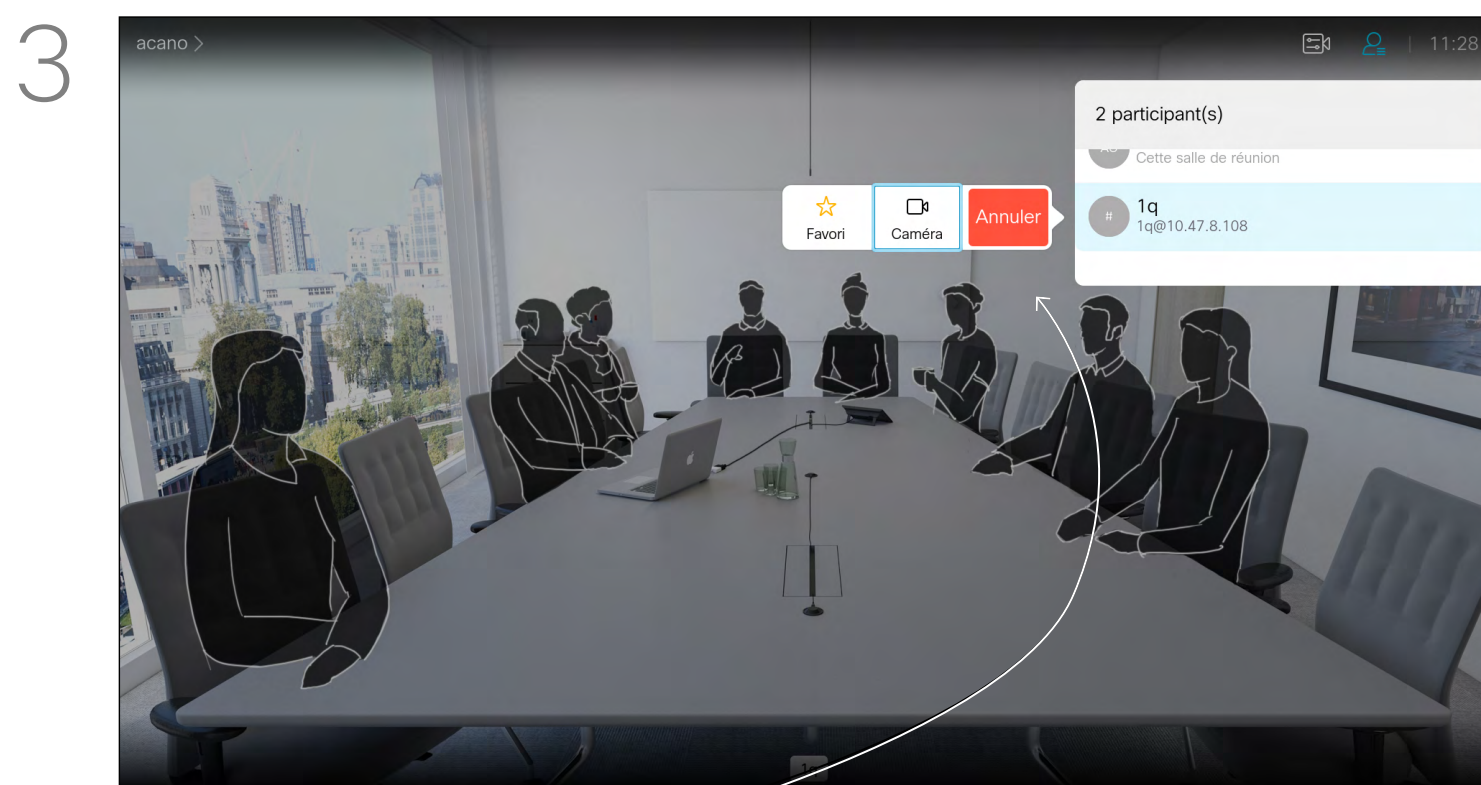 3
acano >
11:28
2 participant(s)
Cette salle de réunion
# 1q
1q@10.47.8.108
Favori
Caméra
Annuler